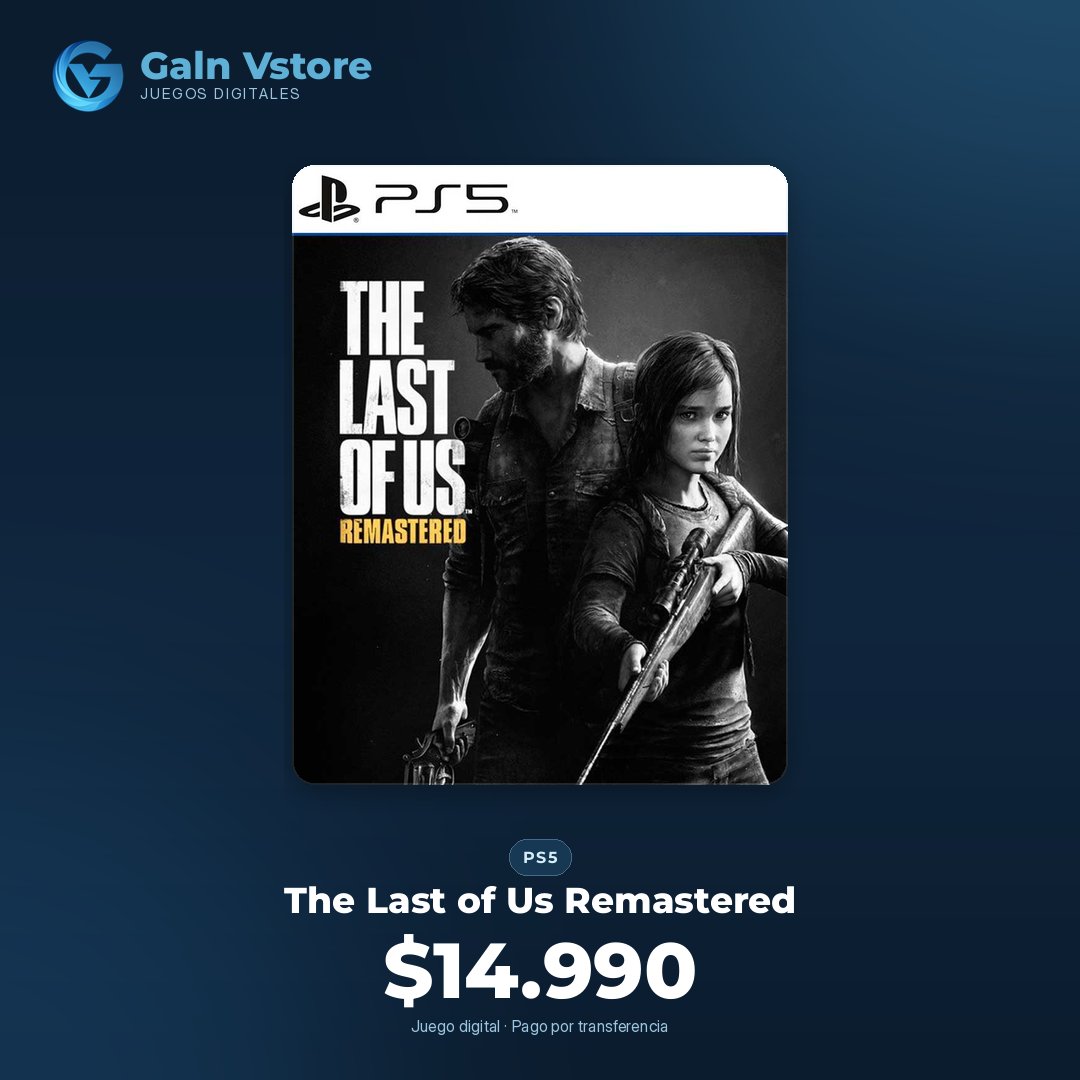 Galn Vstore
JUEGOS DIGITALES
PS5
THE
LAST
OF US
REMASTERED
PS5
The Last of Us Remastered
$14.990
Juego digital · Pago por transferencia